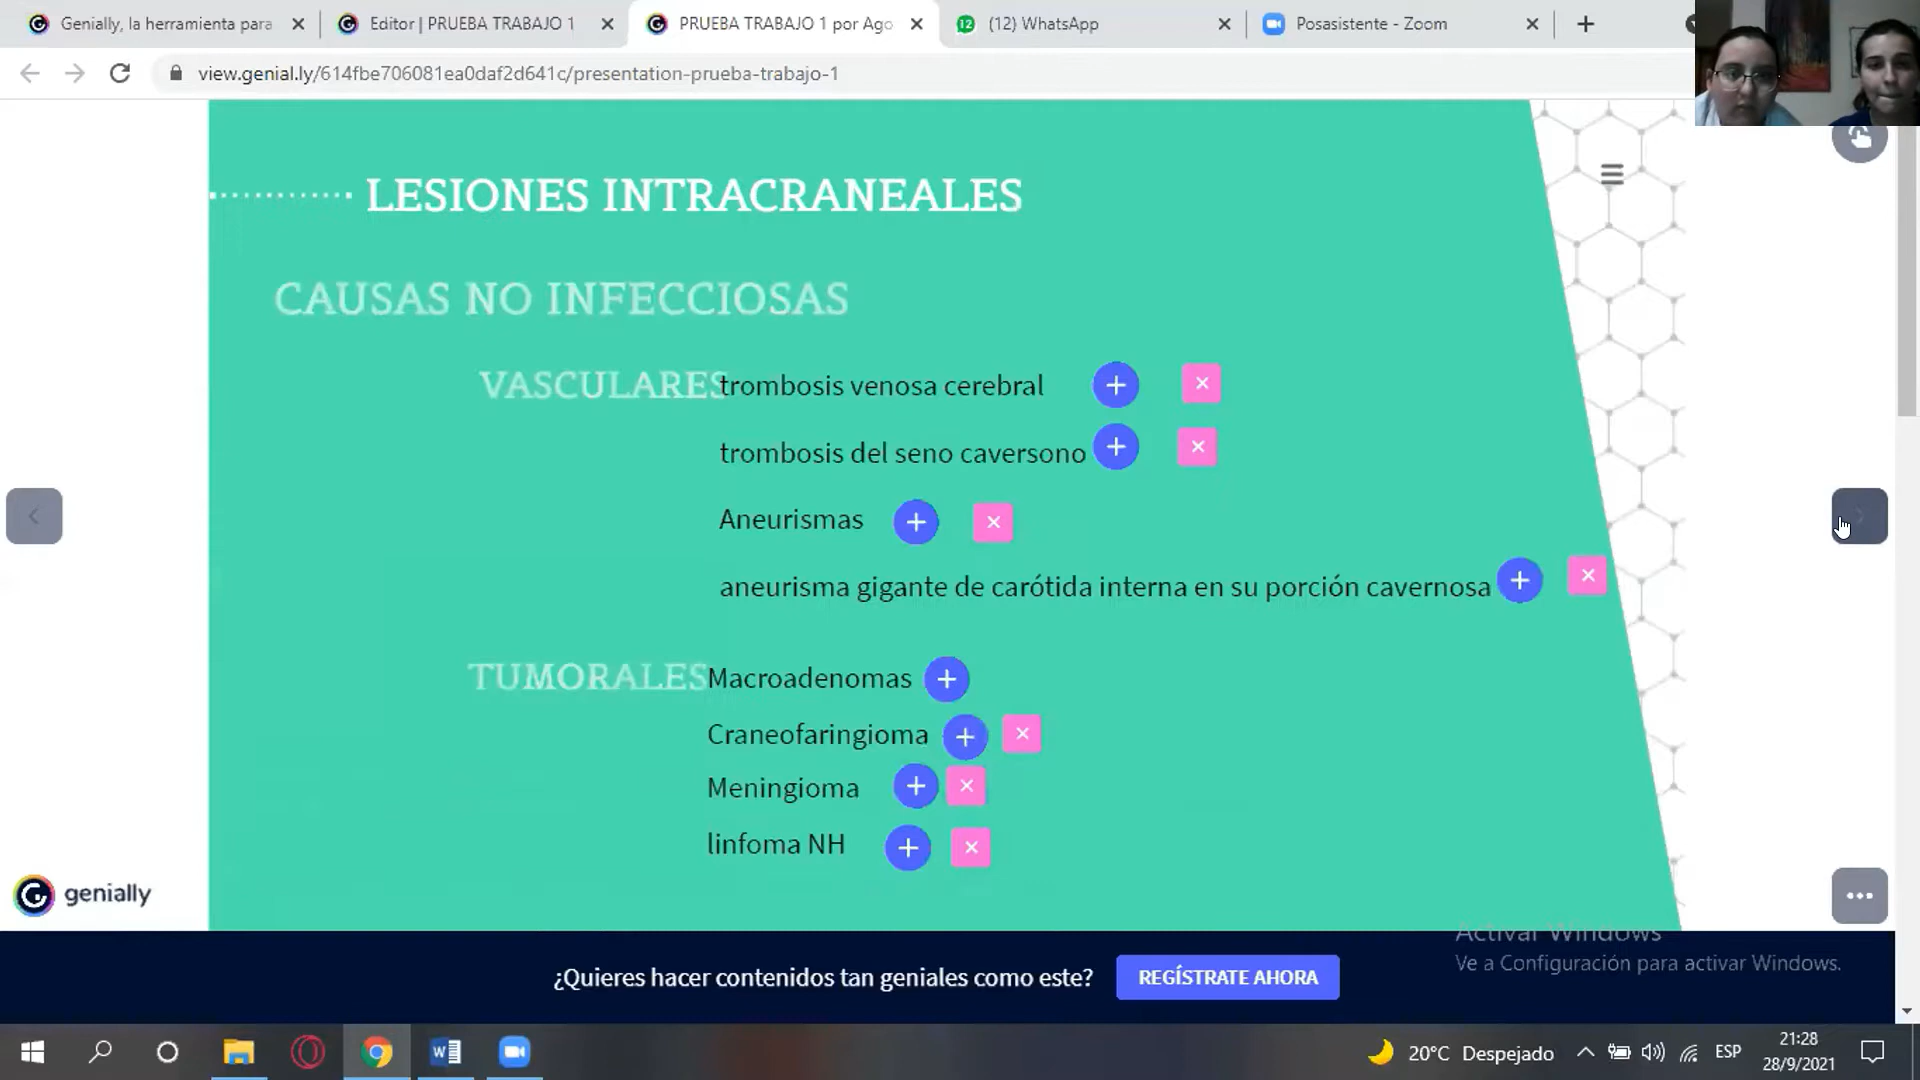 Genially, la herramienta para
Editor | PRUEBA TRABAJO 1
PRUEBA TRABAJO 1 por Ago
12
(12) WhatsApp
Posasistente - Zoom
view.genial.ly/614fbe706081ea0daf2d641c/presentation-prueba-trabajo-1
LESIONES INTRACRANEALES
CAUSAS NO INFECCIOSAS
VASCULARES
trombosis venosa cerebral
trombosis del seno caversono
Aneurismas
aneurisma gigante de carótida interna en su porción cavernosa
TUMORALES
Macroadenomas
Craneofaringioma
Meningioma
linfoma NH
genially
Activar Windows
Ve a Configuración para activar Windows.
¿Quieres hacer contenidos tan geniales como este?
REGÍSTRATE AHORA
20°C Despejado
ESP
21:28
28/9/2021